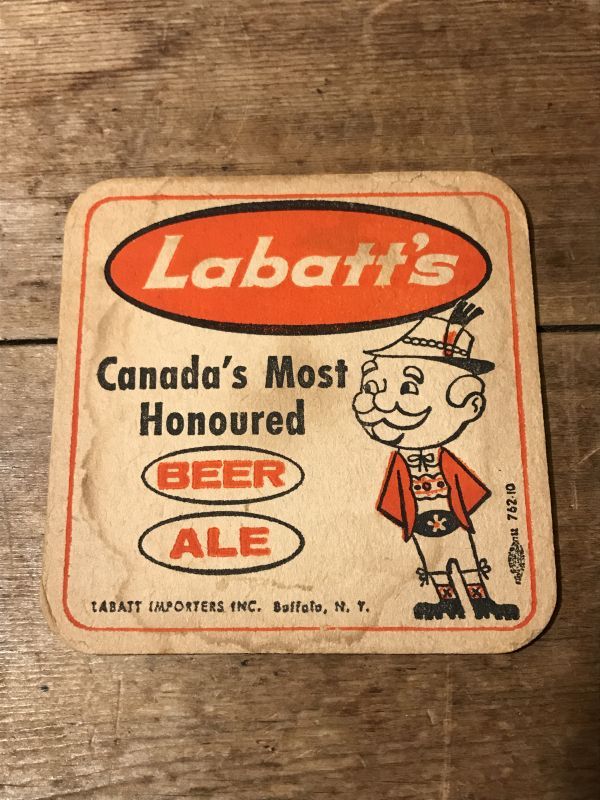 Labatt's
Canada's Most
Honoured
BEER
ALE
LABATT IMPORTERS INC. Buffalo, N. Y.
762-10